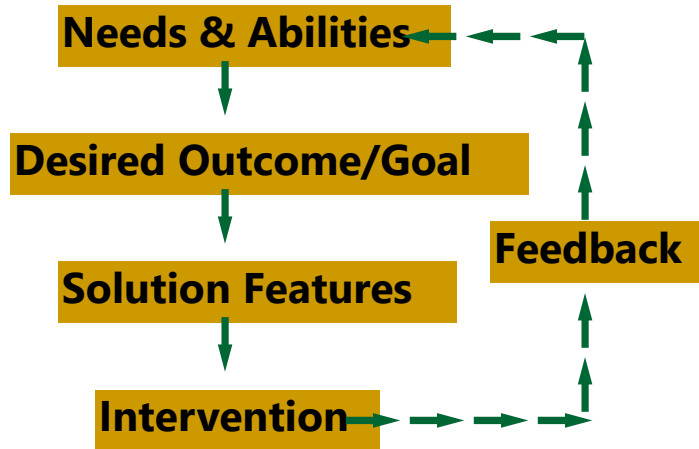 Needs & Abilities
Desired Outcome/Goal
Feedback
Solution Features
Intervention